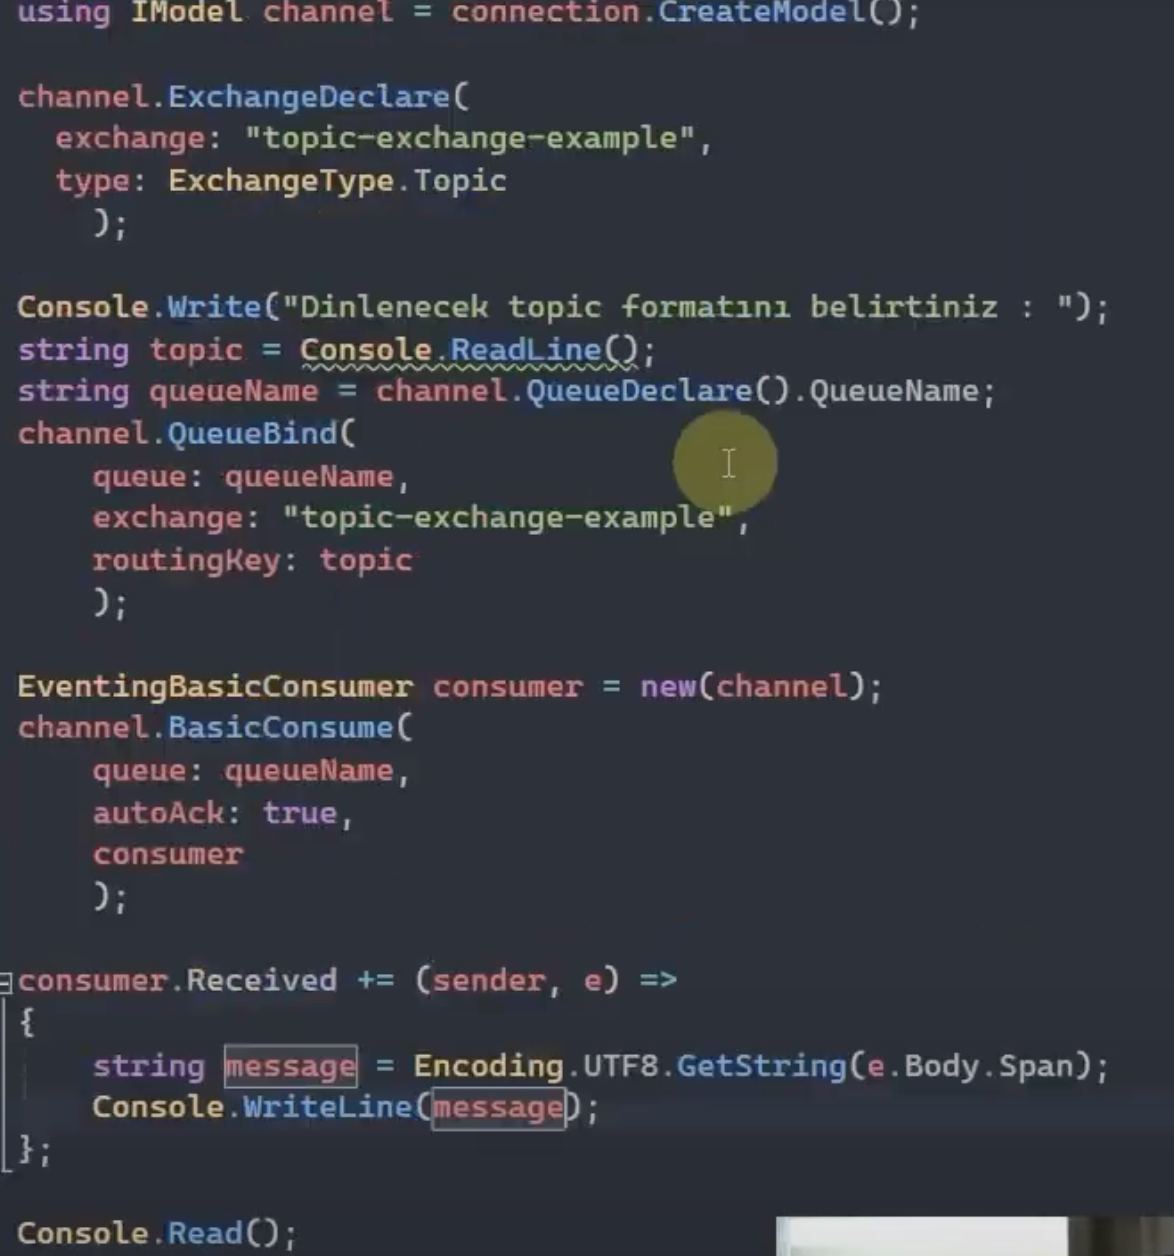 using IModel channel = connection.CreateModel();
channel.ExchangeDeclare(
exchange: "topic-exchange-example",
type: ExchangeType.Topic
);
Console.Write("Dinlenecek topic formatını belirtiniz : ");
string topic = Console.ReadLine();
string queueName = channel.QueueDeclare().QueueName;
channel.QueueBind(
queue: queueName,
exchange: "topic-exchange-example",
routingKey: topic
);
EventingBasicConsumer consumer = new(channel);
channel.BasicConsume(
queue: queueName,
autoAck: true,
consumer
);
consumer.Received += (sender, e) =>
{
string message = Encoding.UTF8.GetString(e.Body.Span);
Console.WriteLine(message);
};
Console.Read();